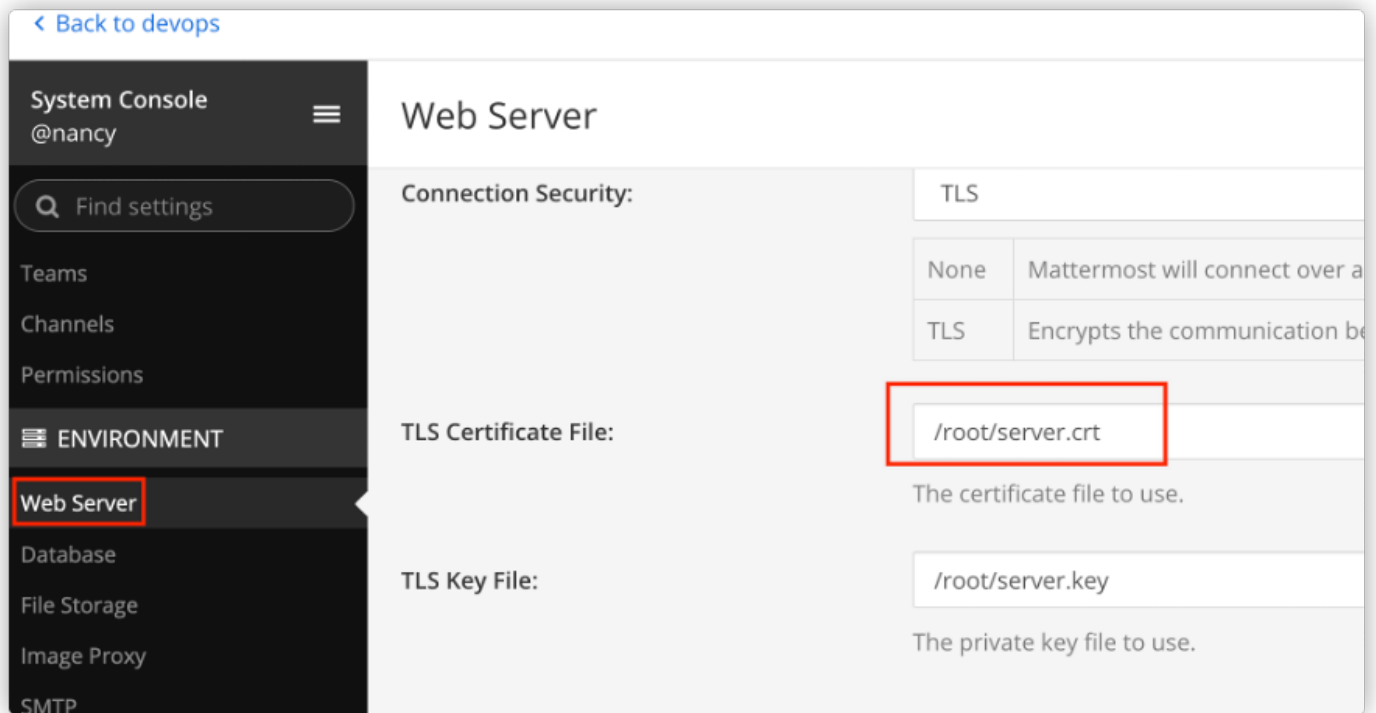 Back to devops
System Console
@nancy
Find settings
Teams
Channels
Permissions
ENVIRONMENT
Web Server
Database
File Storage
Image Proxy
SMTP
Web Server
Connection Security:
TLS
None Mattermost will connect over a
TLS Encrypts the communication be
TLS Certificate File:
/root/server.crt
The certificate file to use.
TLS Key File:
/root/server.key
The private key file to use.